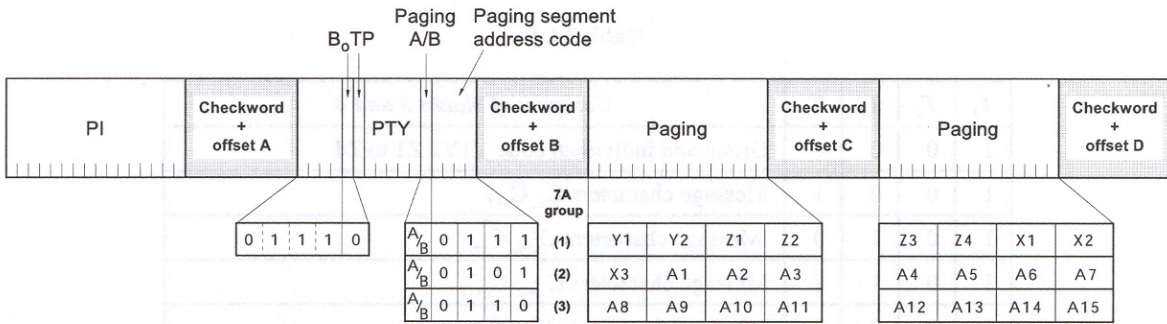 Paging Paging segment
B₀TP A/B address code
PI Checkword + offset A PTY Checkword + offset B Paging Checkword + offset C Paging Checkword + offset D
7A group
0 1 1 1 0 A/B 0 1 1 1 (1) Y1 Y2 Z1 Z2 Z3 Z4 X1 X2
A/B 0 1 0 1 (2) X3 A1 A2 A3 A4 A5 A6 A7
A/B 0 1 1 0 (3) A8 A9 A10 A11 A12 A13 A14 A15